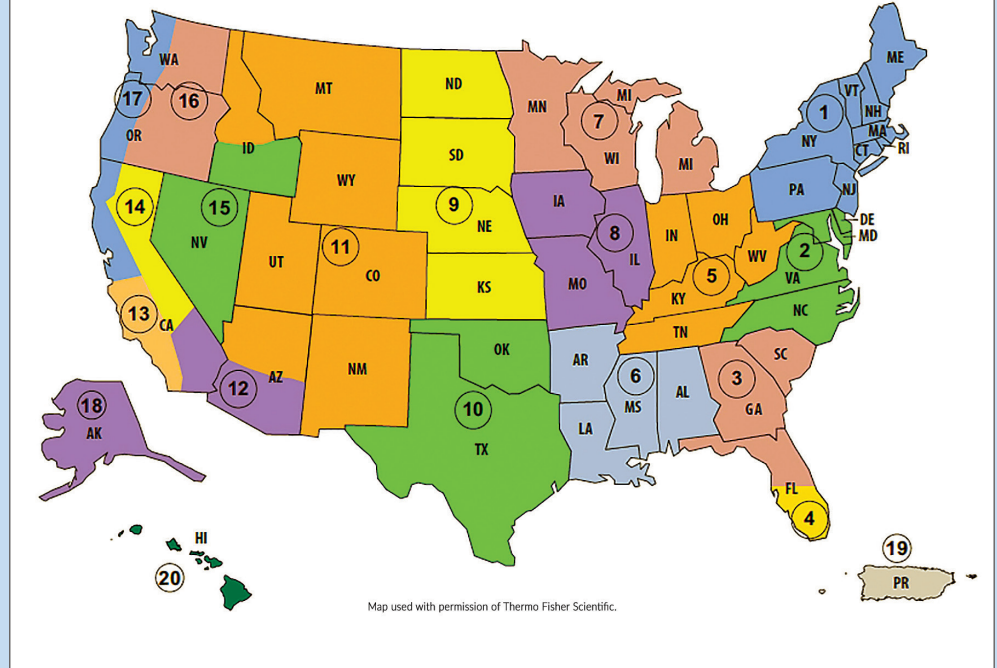 WA
17
16
OR
ID
MT
ND
MN
MI
7
WI
MI
ME
VT
NH
1
NY
MA
CT
RI
SD
WY
IA
PA
NJ
DE
MD
14
15
NV
9
NE
8
IL
IN
OH
WV
2
VA
11
UT
CO
KS
MO
5
KY
NC
13
CA
TN
12
AZ
NM
OK
AR
6
MS
AL
3
GA
SC
10
TX
LA
18
AK
FL
4
HI
20
19
PR
Map used with permission of Thermo Fisher Scientific.